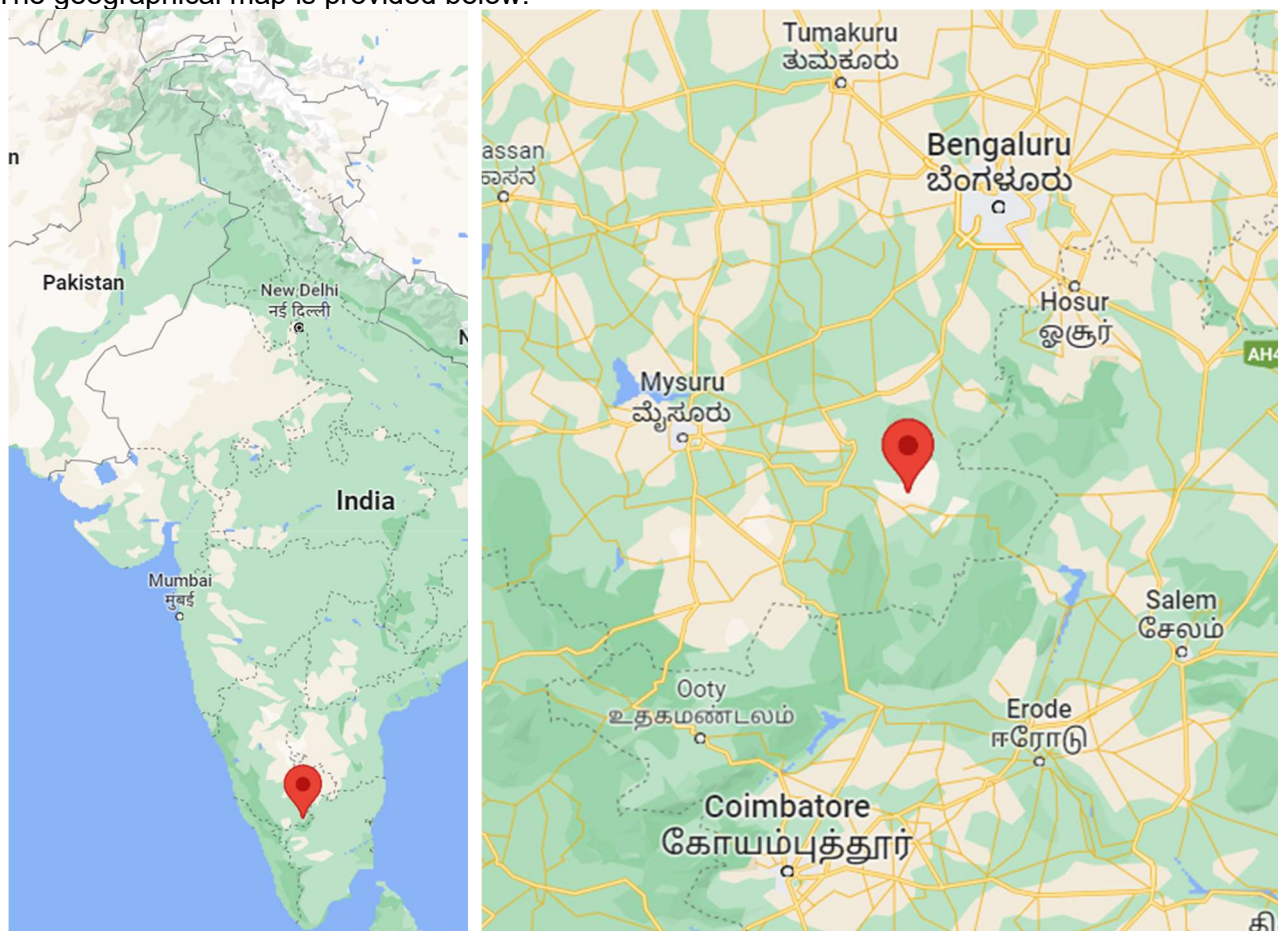 The geographical map is provided below:
n
Pakistan
New Delhi
नई दिल्ली
N
India
Mumbai
मुंबई
Tumakuru
ತುಮಕೂರು
assan
ಾಸನ
Bengaluru
ಬೆಂಗಳೂರು
Hosur
ஓசூர்
AH4
Mysuru
ಮೈಸೂರು
Salem
சேலம்
Ooty
உதகமண்டலம்
Erode
ஈரோடு
Coimbatore
கோயம்புத்தூர்
தி